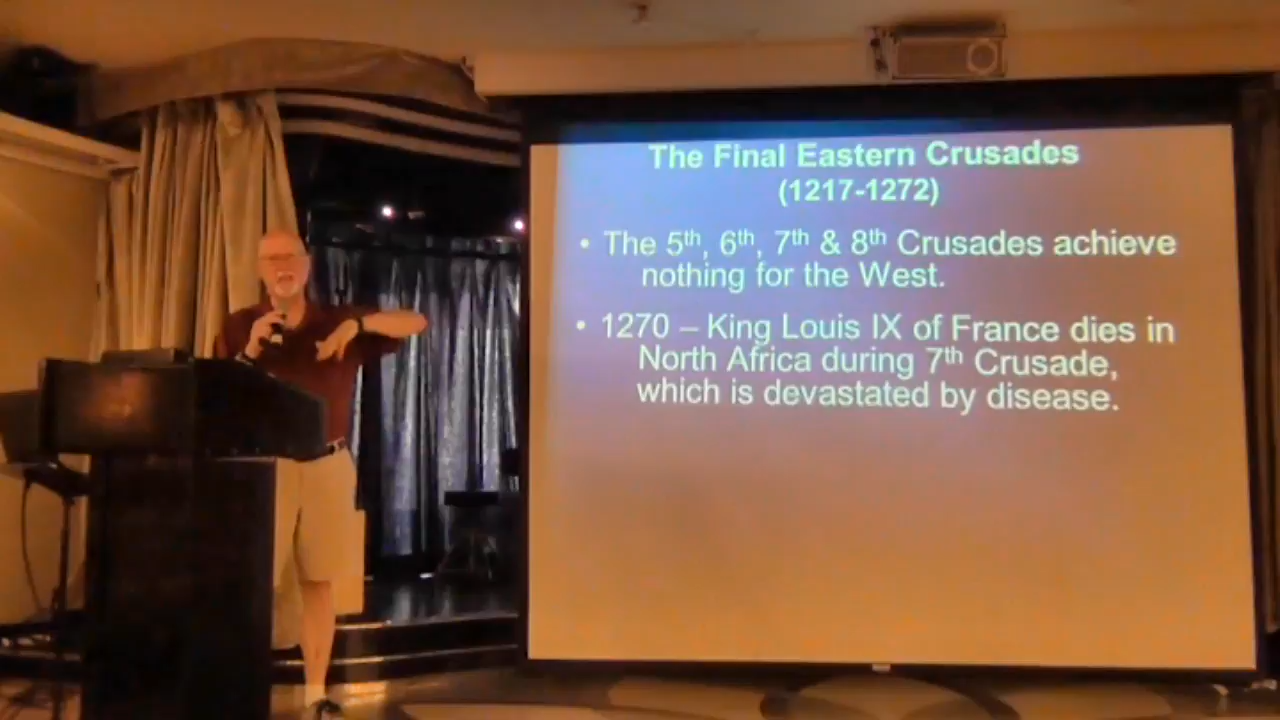 The Final Eastern Crusades
(1217-1272)
• The 5th, 6th, 7th & 8th Crusades achieve
nothing for the West.
• 1270 – King Louis IX of France dies in
North Africa during 7th Crusade,
which is devastated by disease.